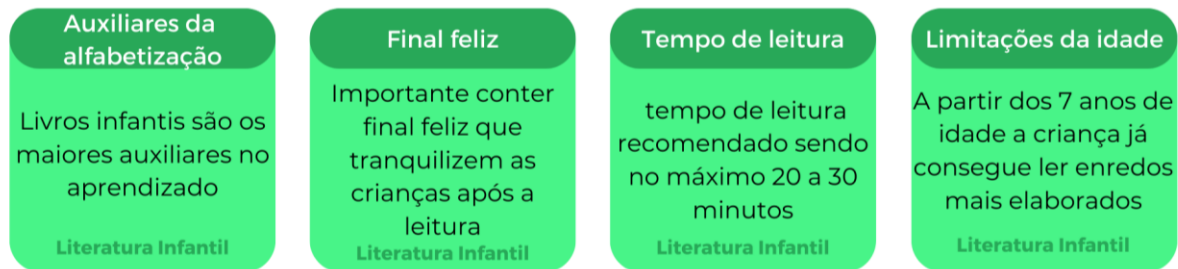 Auxiliares da
alfabetização
Livros infantis são os
maiores auxiliares no
aprendizado
Literatura Infantil
Final feliz
Importante conter
final feliz que
tranquilizem as
crianças após a
leitura
Literatura Infantil
Tempo de leitura
tempo de leitura
recomendado sendo
no máximo 20 a 30
minutos
Literatura Infantil
Limitações da idade
A partir dos 7 anos de
idade a criança já
consegue ler enredos
mais elaborados
Literatura Infantil